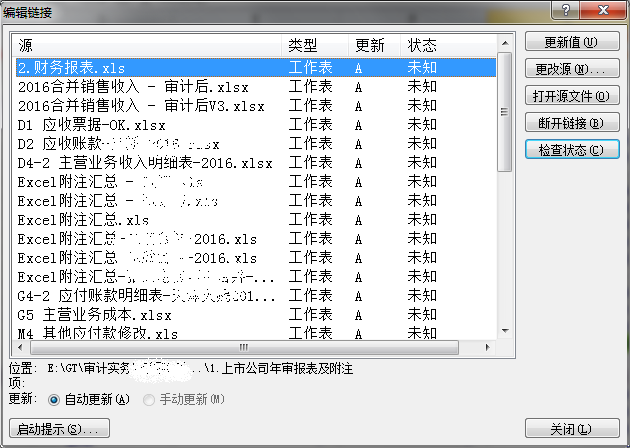 编辑链接
源 类型 更新 状态
2.财务报表.xls 工作表 A 未知
2016合并销售收入 - 审计后.xlsx 工作表 A 未知
2016合并销售收入 - 审计后V3.xlsx 工作表 A 未知
D1 应收票据-OK.xlsx 工作表 A 未知
D2 应收账款- 2016.xls 工作表 A 未知
D4-2 主营业务收入明细表-2016.xlsx 工作表 A 未知
Excel附注汇总 - .xls 工作表 A 未知
Excel附注汇总 - .xls 工作表 A 未知
Excel附注汇总.xls 工作表 A 未知
Excel附注汇总 -2016.xls 工作表 A 未知
Excel附注汇总 -2016.xls 工作表 A 未知
Excel附注汇总- -... 工作表 A 未知
G4-2 应付账款明细表- 01... 工作表 A 未知
G5 主营业务成本.xlsx 工作表 A 未知
M4 其他应付款修改.xls 工作表 A 未知
更新值(U)
更改源(N)...
打开源文件(O)
断开链接(B)
检查状态(C)
位置: E:\GT\审计实务\ ...\1.上市公司年审报表及附注
项:
更新: 自动更新(A) 手动更新(M)
启动提示(S)... 关闭(L)